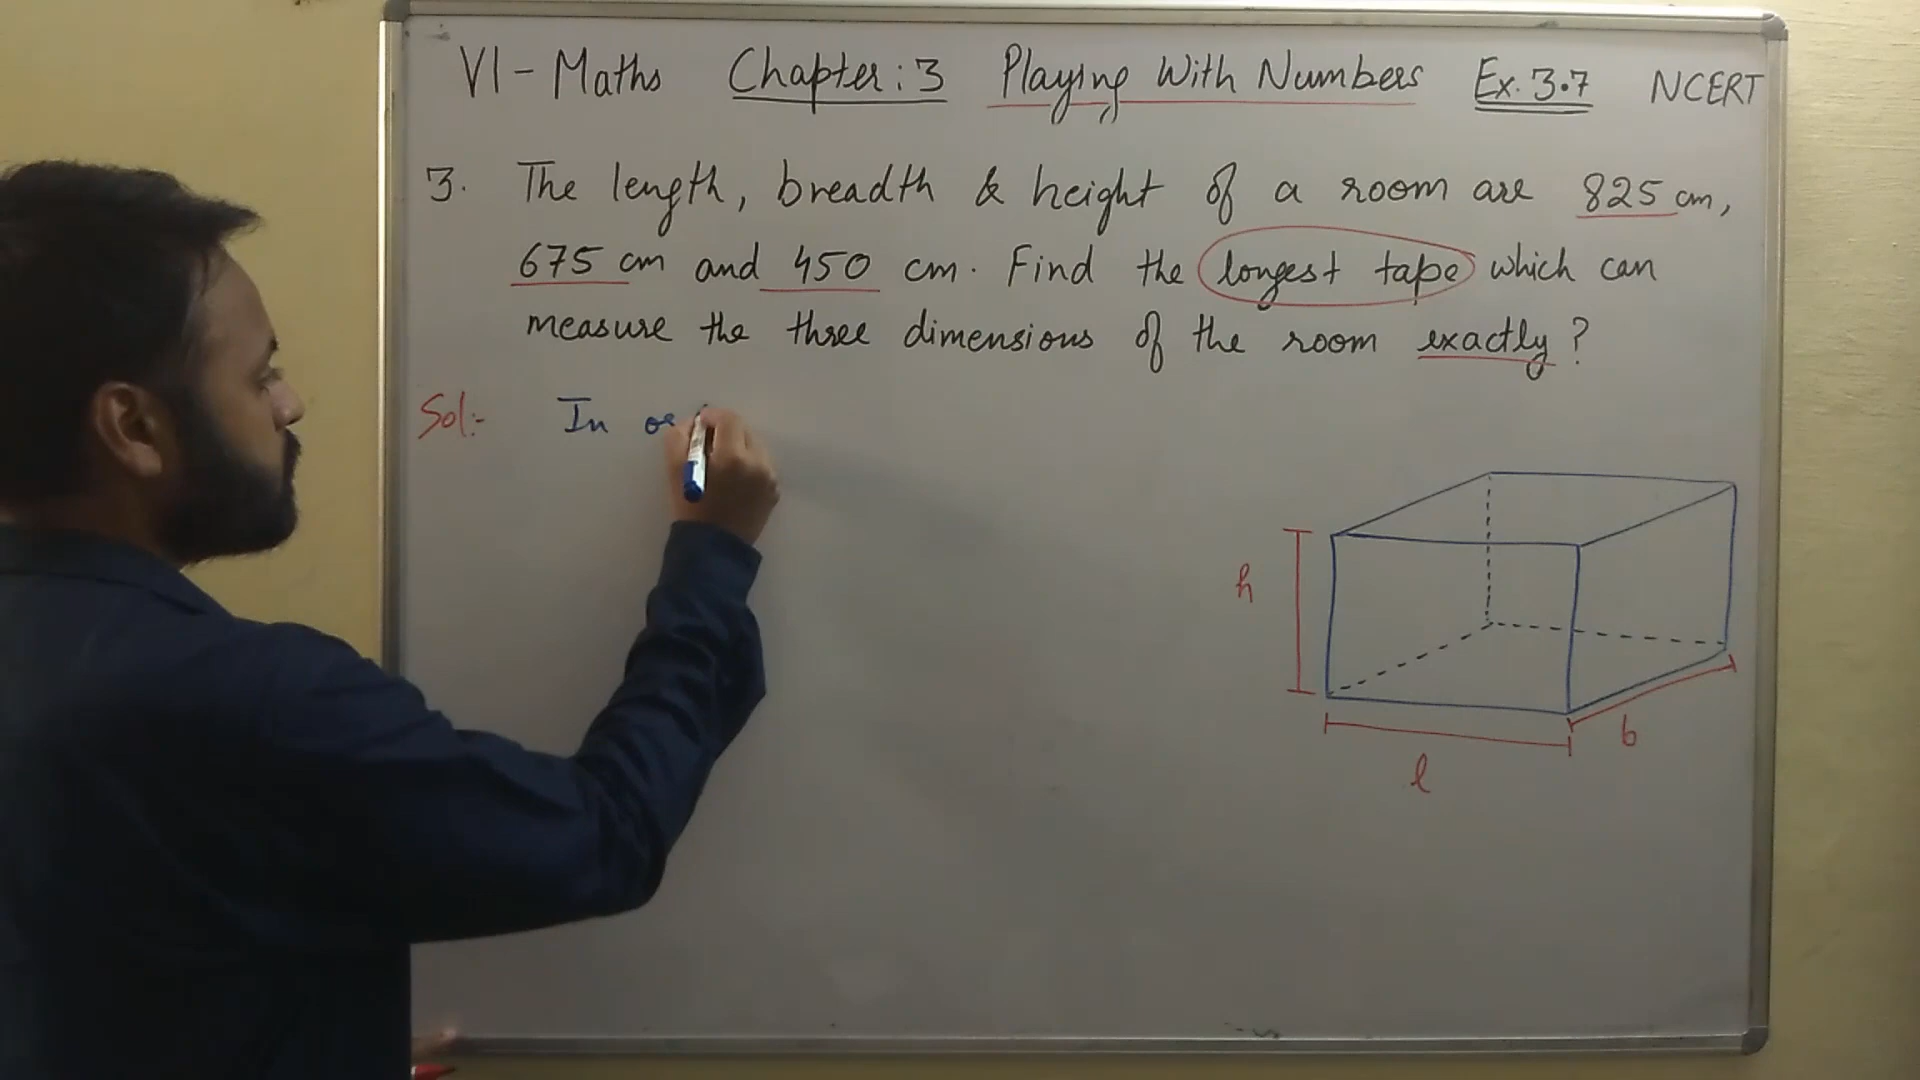 VI - Maths Chapter : 3 Playing With Numbers Ex. 3.7 NCERT
3. The length, breadth & height of a room are 825 cm,
675 cm and 450 cm. Find the longest tape which can
measure the three dimensions of the room exactly ?
Sol:- In
h
b
l